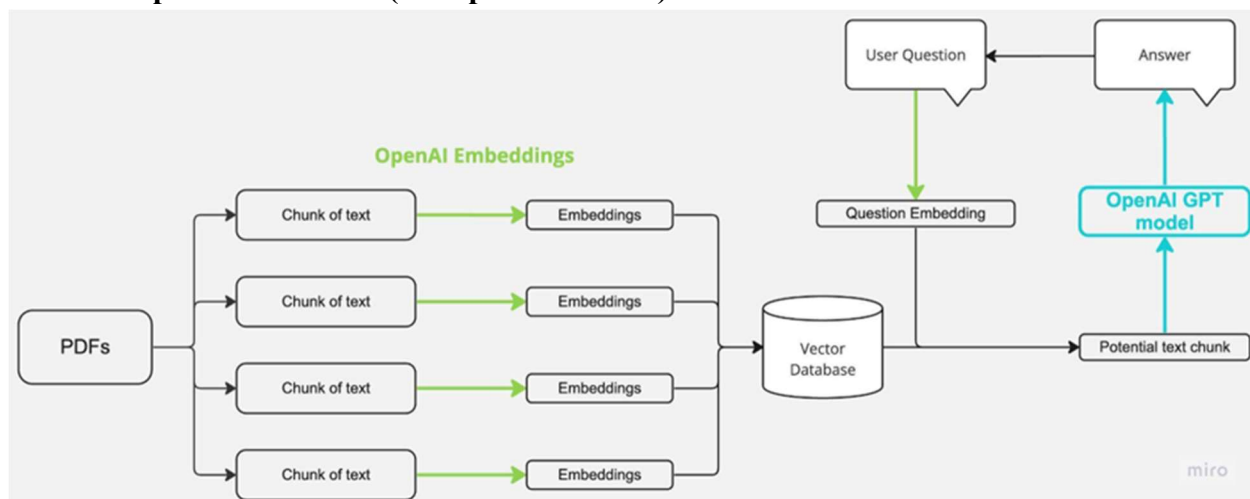 User Question
Answer
OpenAI Embeddings
Chunk of text
Embeddings
Question Embedding
OpenAI GPT
model
Chunk of text
Embeddings
PDFs
Vector
Database
Potential text chunk
Chunk of text
Embeddings
Chunk of text
Embeddings
miro